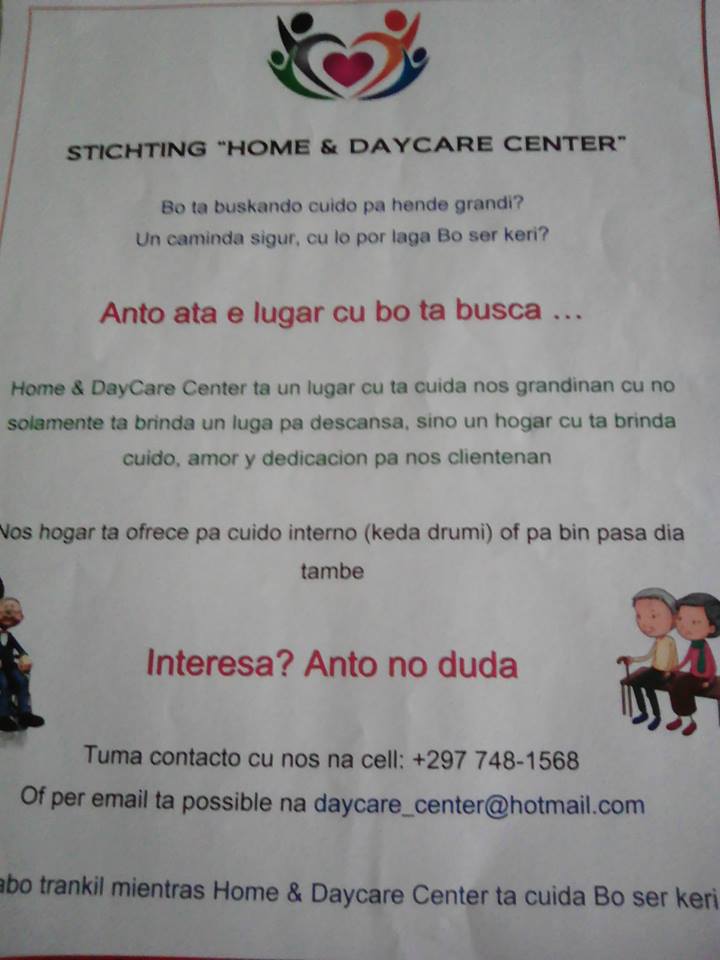 STICHTING "HOME & DAYCARE CENTER"
Bo ta buskando cuido pa hende grandi?
Un caminda sigur, cu lo por laga Bo ser keri?
Anto ata e lugar cu bo ta busca ...
Home & DayCare Center ta un lugar cu ta cuida nos grandinan cu no
solamente ta brinda un luga pa descansa, sino un hogar cu ta brinda
cuido, amor y dedicacion pa nos clientenan
Nos hogar ta ofrece pa cuido interno (keda drumi) of pa bin pasa dia
tambe
Interesa? Anto no duda
Tuma contacto cu nos na cell: +297 748-1568
Of per email ta possible na daycare_center@hotmail.com
trankil mientras Home & Daycare Center ta cuida Bo ser keri